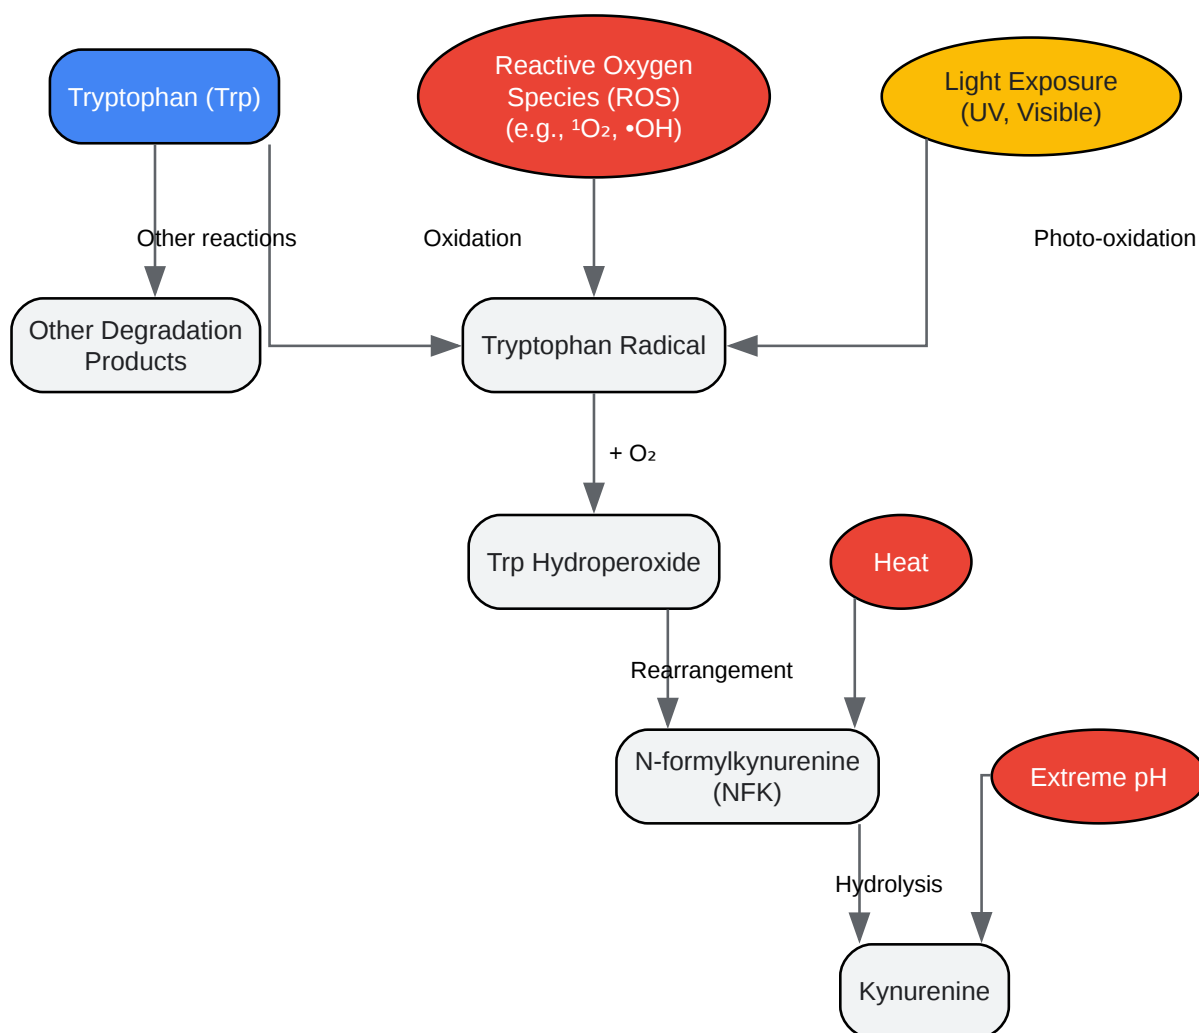 Tryptophan (Trp)
Reactive Oxygen
Species (ROS)
(e.g., ¹O₂, •OH)
Light Exposure
(UV, Visible)
Other reactions
Oxidation
Photo-oxidation
Other Degradation
Products
Tryptophan Radical
+ O₂
Trp Hydroperoxide
Heat
Rearrangement
N-formylkynurenine
(NFK)
Extreme pH
Hydrolysis
Kynurenine